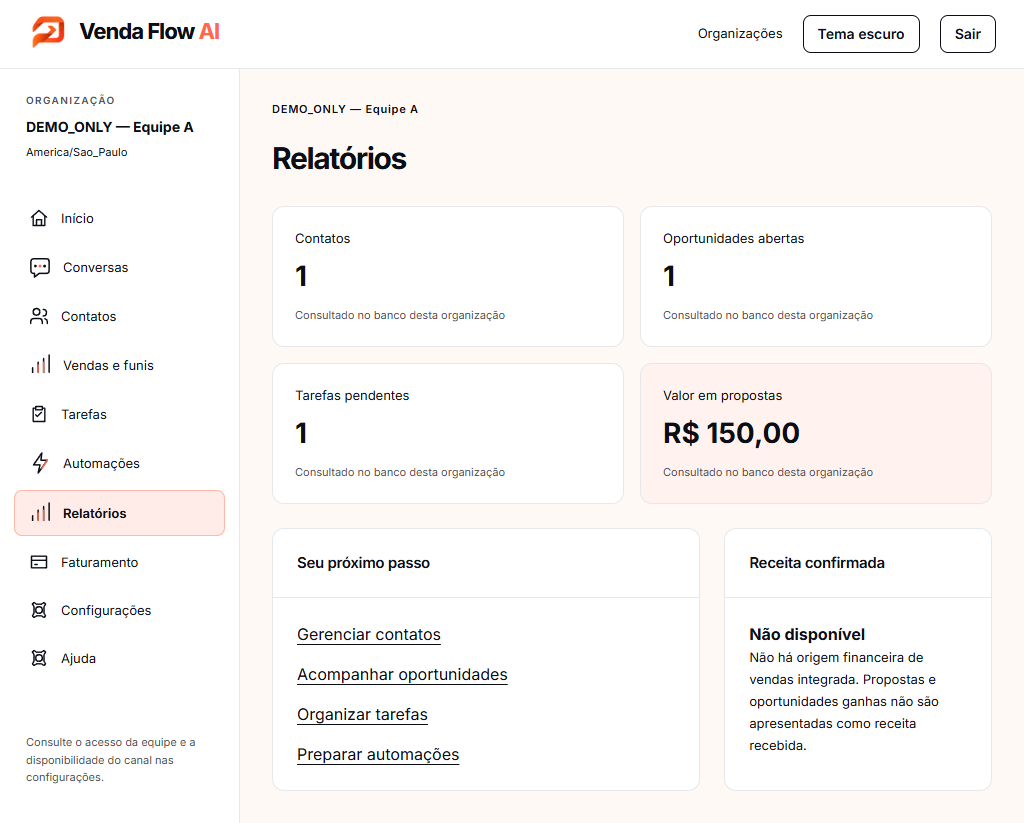 Venda Flow AI
Organizações
Tema escuro
Sair
ORGANIZAÇÃO
DEMO_ONLY — Equipe A
America/Sao_Paulo
Início
Conversas
Contatos
Vendas e funis
Tarefas
Automações
Relatórios
Faturamento
Configurações
Ajuda
Consulte o acesso da equipe e a
disponibilidade do canal nas
configurações.
DEMO_ONLY — Equipe A
Relatórios
Contatos
1
Consultado no banco desta organização
Oportunidades abertas
1
Consultado no banco desta organização
Tarefas pendentes
1
Consultado no banco desta organização
Valor em propostas
R$ 150,00
Consultado no banco desta organização
Seu próximo passo
Gerenciar contatos
Acompanhar oportunidades
Organizar tarefas
Preparar automações
Receita confirmada
Não disponível
Não há origem financeira de
vendas integrada. Propostas e
oportunidades ganhas não são
apresentadas como receita
recebida.